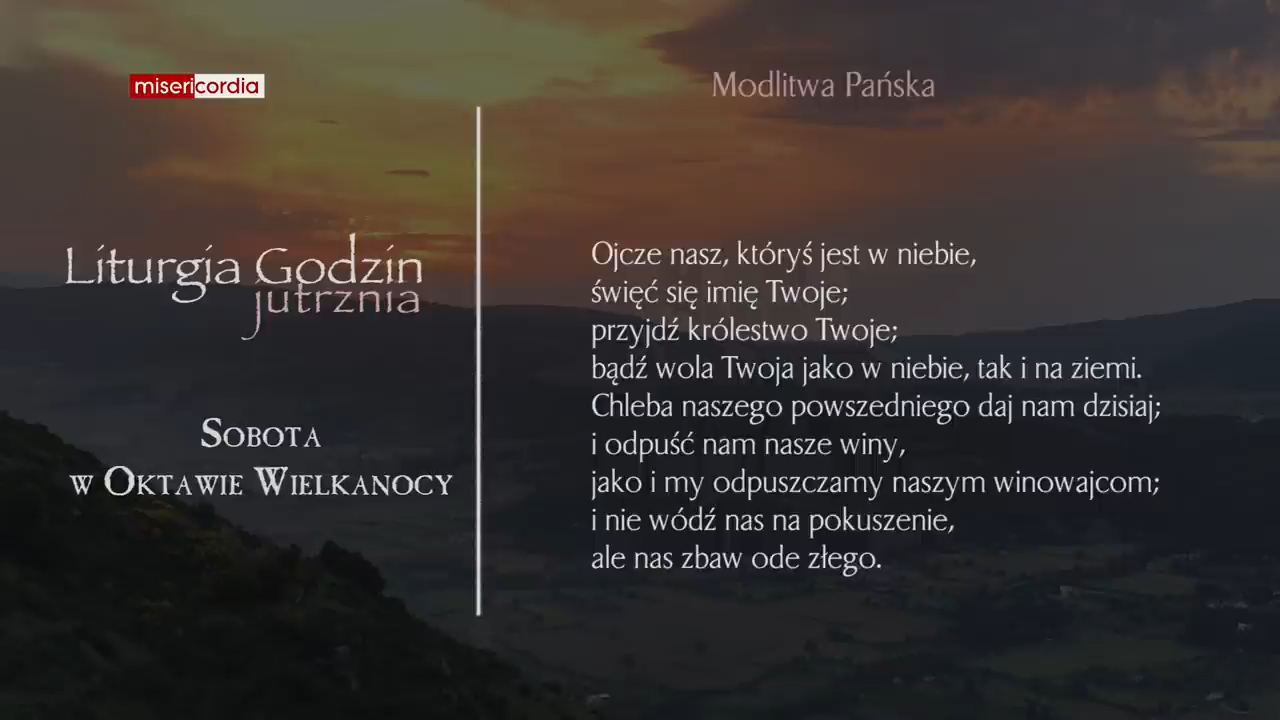 misericordia
Modlitwa Pańska
Liturgia Godzin
jutrznia
Sobota
w Oktawie Wielkanocy
Ojcze nasz, któryś jest w niebie,
święć się imię Twoje;
przyjdź królestwo Twoje;
bądź wola Twoja jako w niebie, tak i na ziemi.
Chleba naszego powszedniego daj nam dzisiaj;
i odpuść nam nasze winy,
jako i my odpuszczamy naszym winowajcom;
i nie wódź nas na pokuszenie,
ale nas zbaw ode złego.